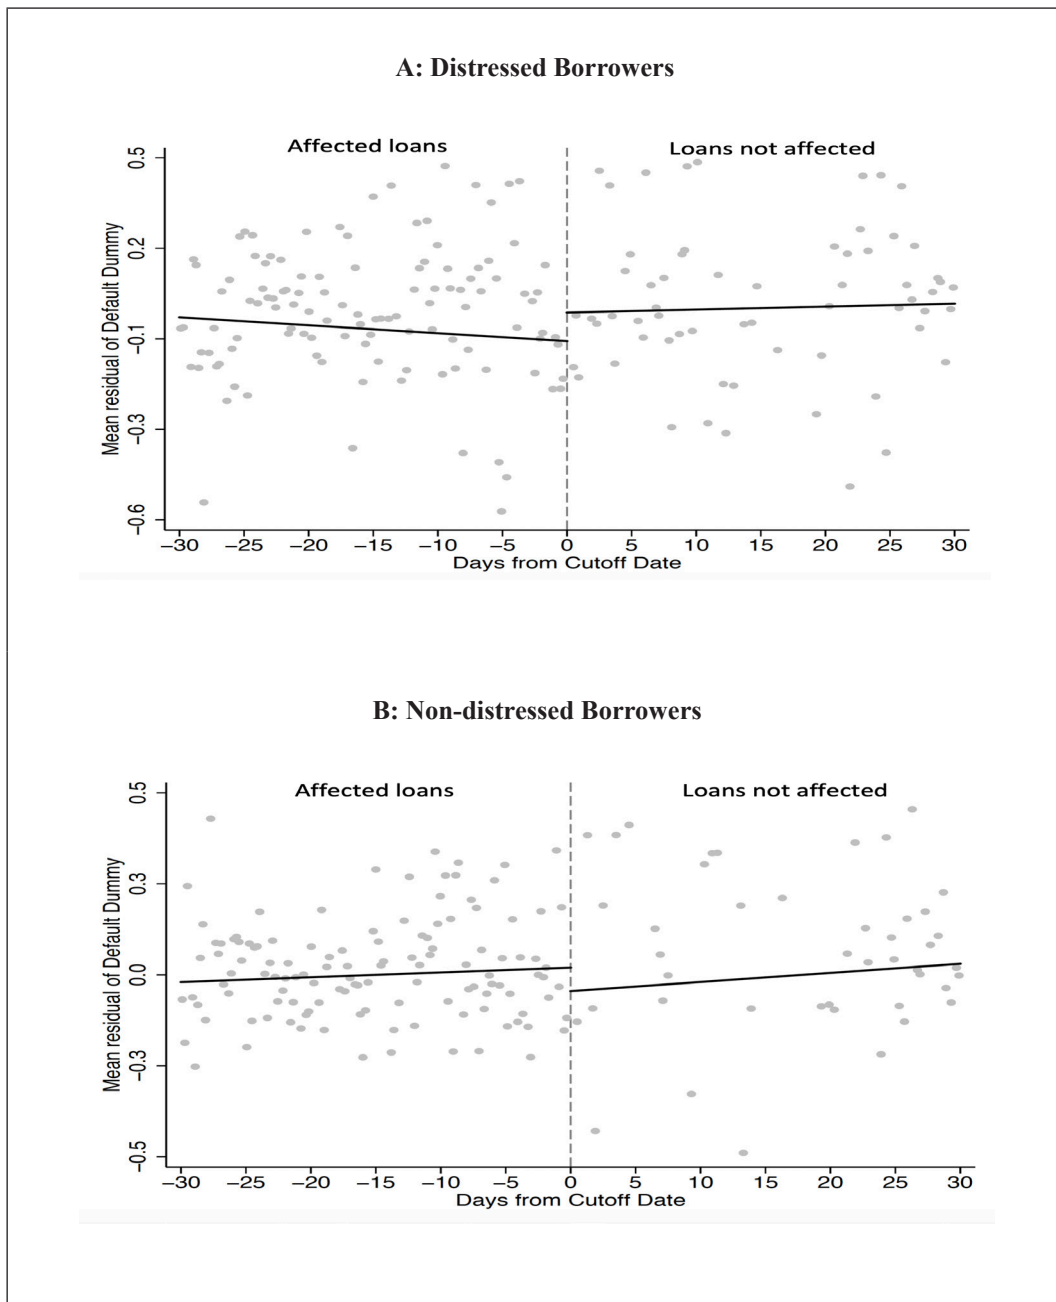 A: Distressed Borrowers
Affected loans
Loans not affected
Mean residual of Default Dummy
0.5
0.2
−0.1
−0.3
−0.6
−30 −25 −20 −15 −10 −5 0 5 10 15 20 25 30
Days from Cutoff Date
B: Non-distressed Borrowers
Affected loans
Loans not affected
Mean residual of Default Dummy
0.5
0.3
0.0
−0.3
−0.5
−30 −25 −20 −15 −10 −5 0 5 10 15 20 25 30
Days from Cutoff Date